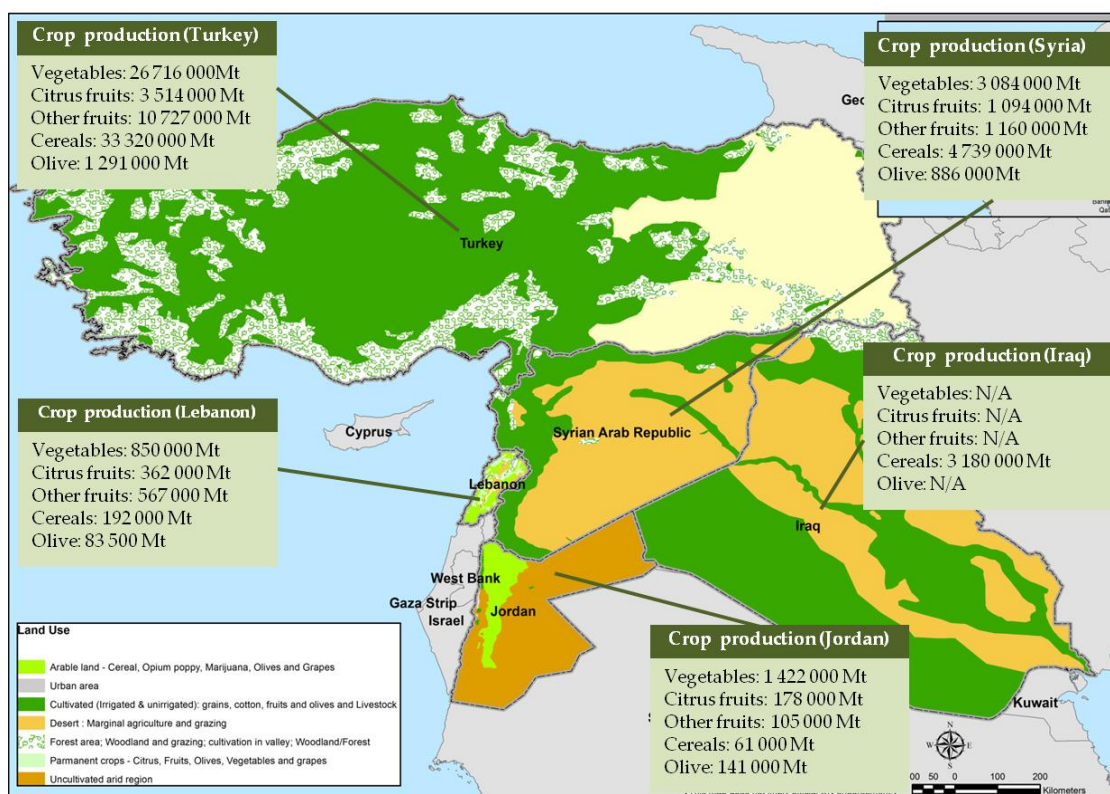 Crop production (Turkey)
Vegetables: 26 716 000Mt
Citrus fruits: 3 514 000 Mt
Other fruits: 10 727 000 Mt
Cereals: 33 320 000 Mt
Olive: 1 291 000 Mt
Crop production (Syria)
Vegetables: 3 084 000 Mt
Citrus fruits: 1 094 000 Mt
Other fruits: 1 160 000 Mt
Cereals: 4 739 000 Mt
Olive: 886 000Mt
Turkey
Crop production (Iraq)
Vegetables: N/A
Citrus fruits: N/A
Other fruits: N/A
Cereals: 3 180 000 Mt
Olive: N/A
Crop production (Lebanon)
Vegetables: 850 000 Mt
Citrus fruits: 362 000 Mt
Other fruits: 567 000 Mt
Cereals: 192 000 Mt
Olive: 83 500 Mt
Cyprus
Syrian Arab Republic
Lebanon
Iraq
West Bank
Gaza Strip
Israel
Jordan
Crop production (Jordan)
Vegetables: 1 422 000 Mt
Citrus fruits: 178 000 Mt
Other fruits: 105 000 Mt
Cereals: 61 000 Mt
Olive: 141 000 Mt
Kuwait
Land Use
Arable land - Cereal, Opium poppy, Marijuana, Olives and Grapes
Urban area
Cultivated (Irrigated & unirrigated): grains, cotton, fruits and olives and Livestock
Desert : Marginal agriculture and grazing
Forest area; Woodland and grazing; cultivation in valley; Woodland/Forest
Parmanent crops - Citrus, Fruits, Olives, Vegetables and grapes
Uncultivated arid region
N
W E
S
00 50 0 100 200
Kilometers